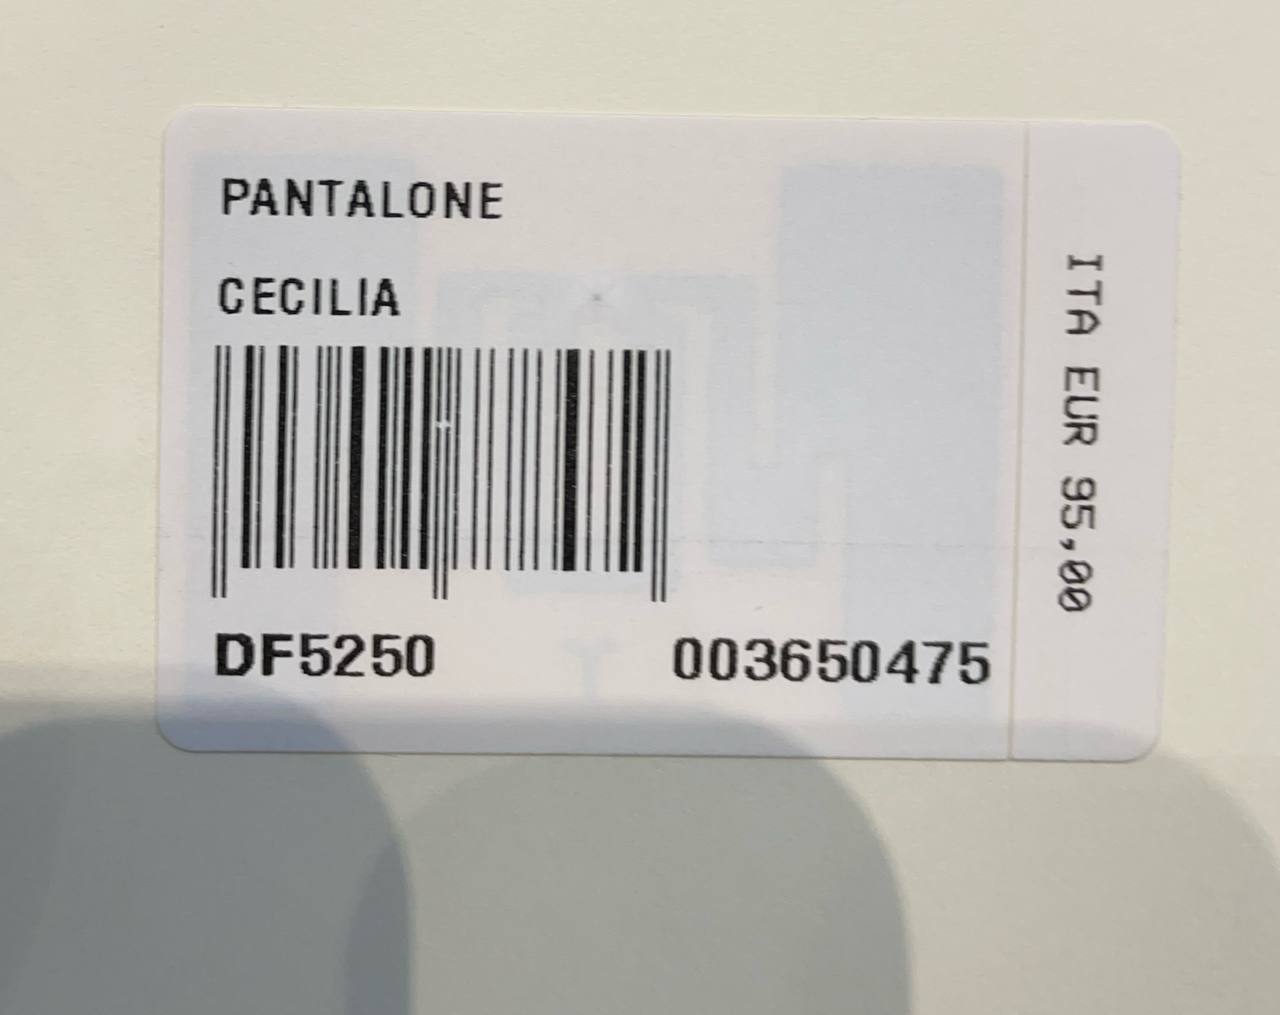 PANTALONE
CECILIA
DF5250 003650475
ITA EUR 95,00